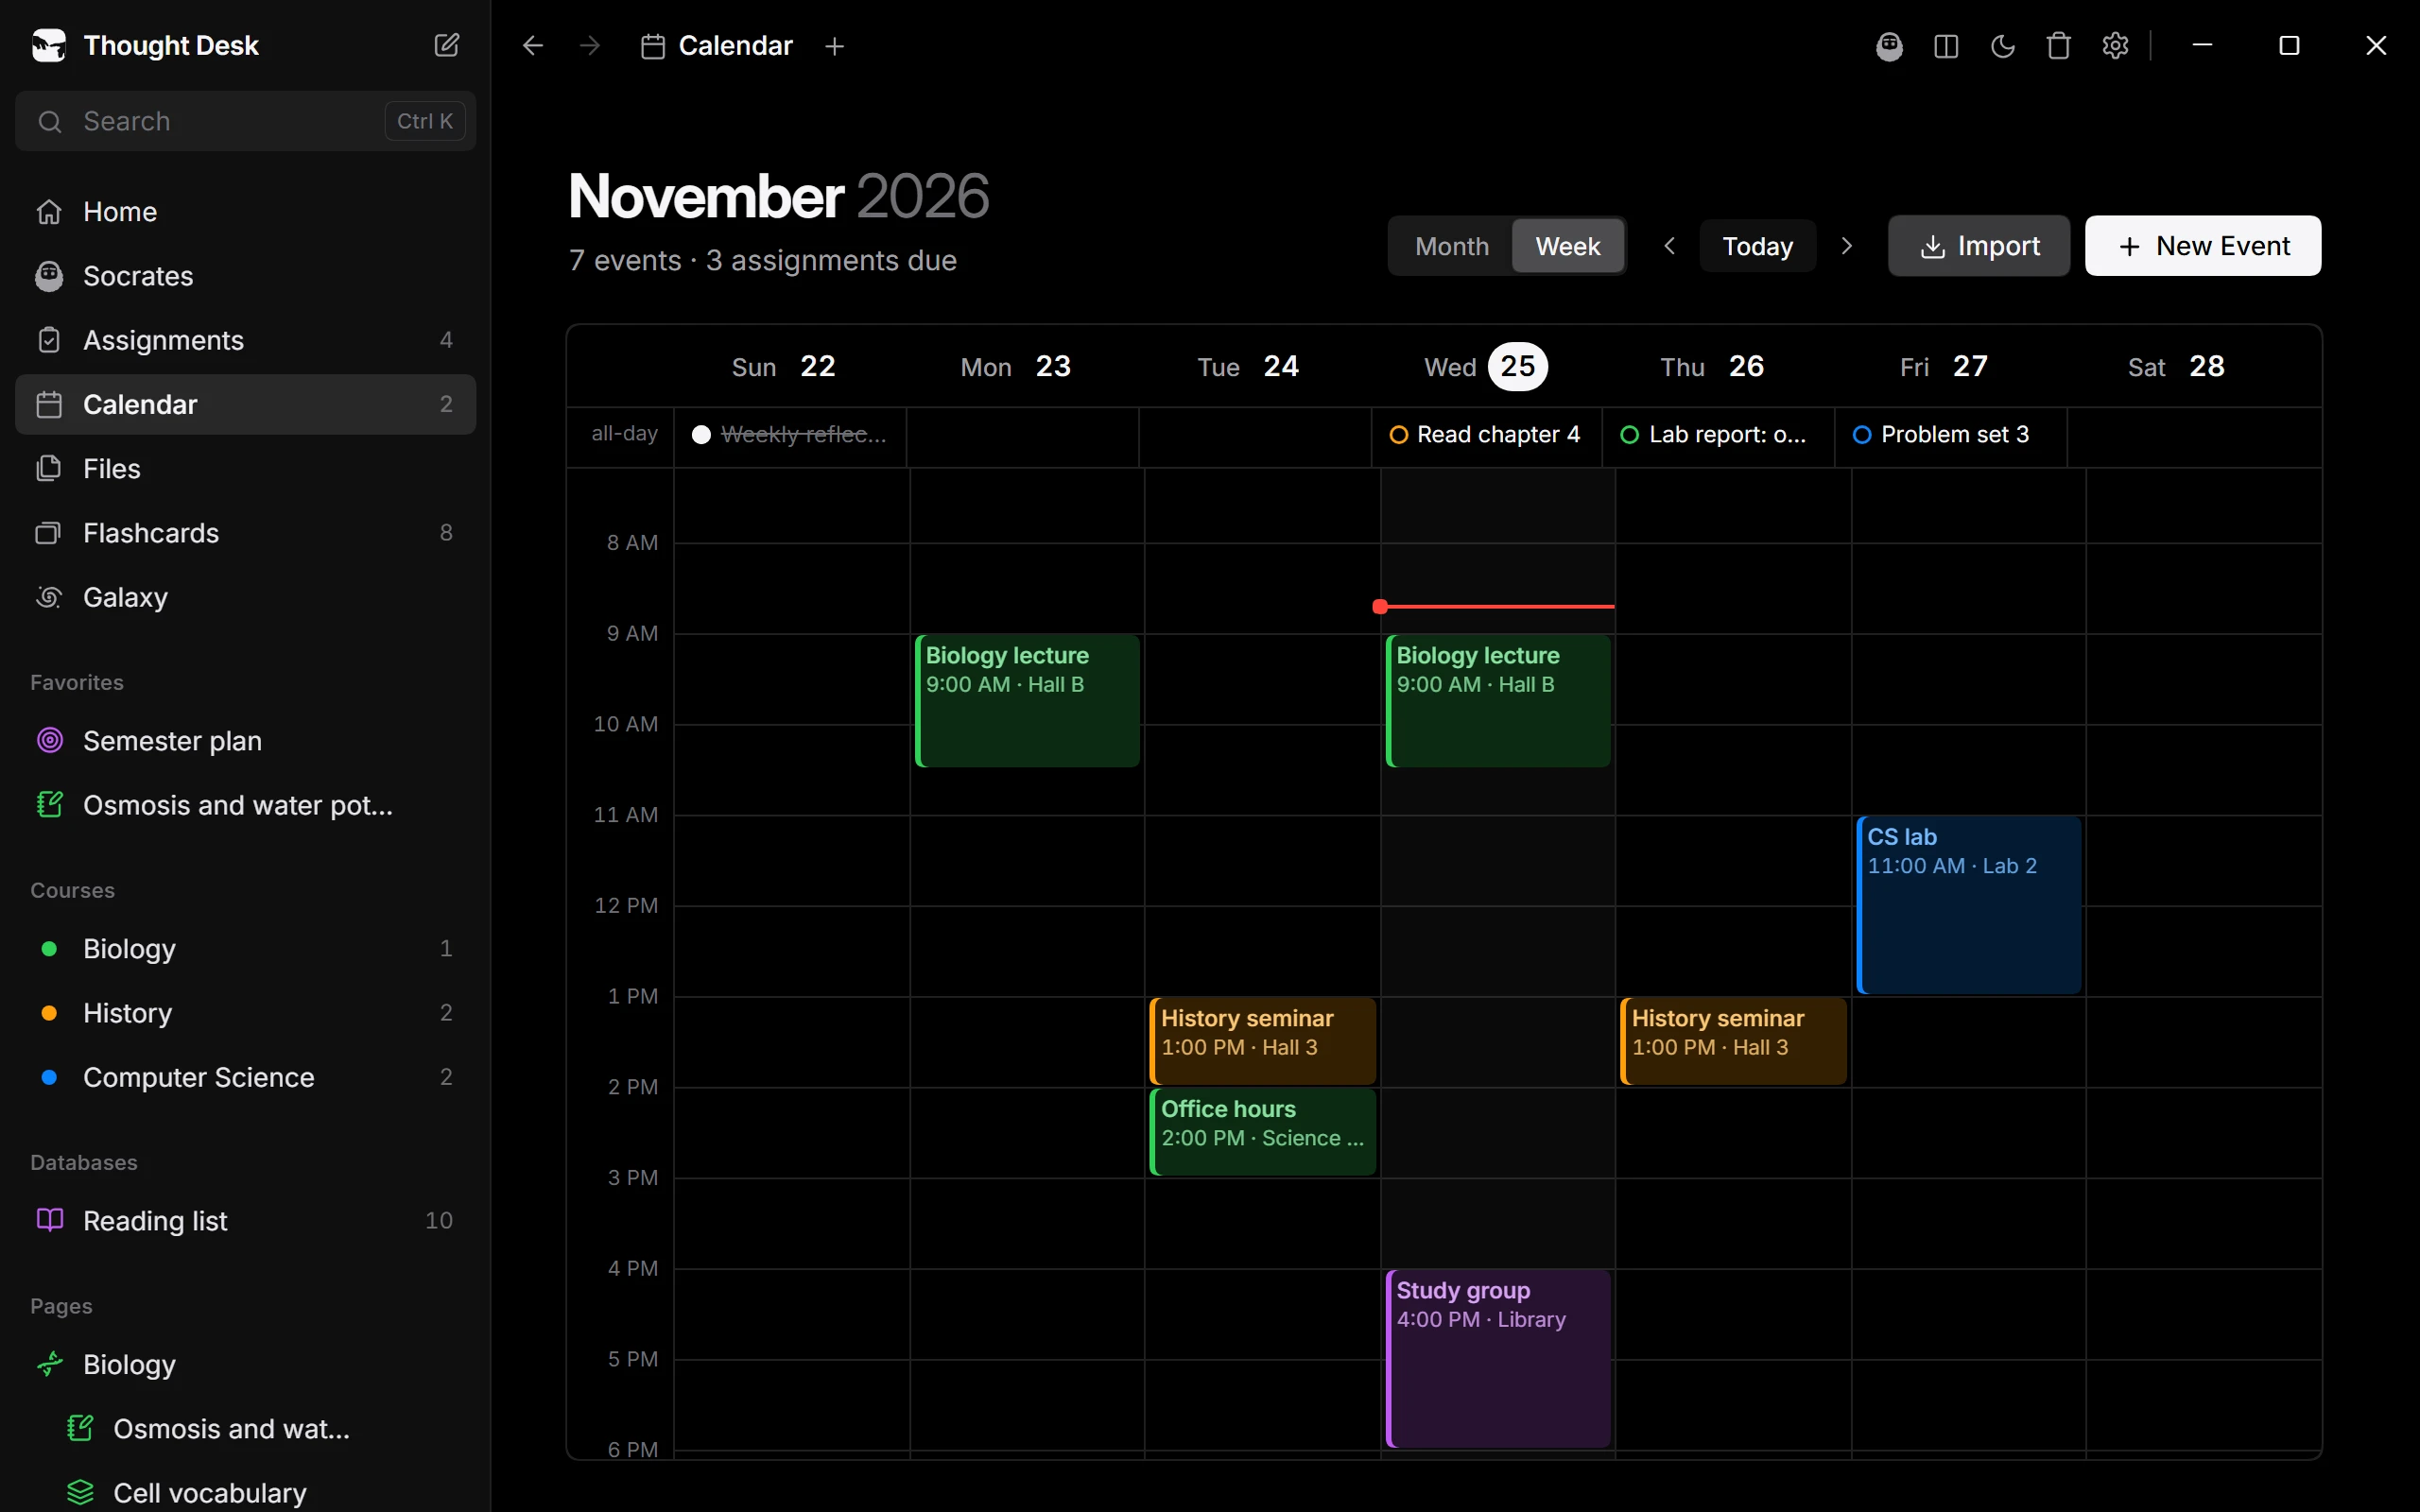 Thought Desk
Search
Ctrl K
Home
Socrates
Assignments 4
Calendar 2
Files
Flashcards 8
Galaxy
Favorites
Semester plan
Osmosis and water pot...
Courses
Biology 1
History 2
Computer Science 2
Databases
Reading list 10
Pages
Biology
Osmosis and wat...
Cell vocabulary
Calendar
November 2026
7 events · 3 assignments due
Month Week
Today
Import
New Event
Sun 22 Mon 23 Tue 24 Wed 25 Thu 26 Fri 27 Sat 28
all-day Weekly reflec... Read chapter 4 Lab report: o... Problem set 3
8 AM
9 AM
Biology lecture
9:00 AM · Hall B
Biology lecture
9:00 AM · Hall B
10 AM
11 AM
CS lab
11:00 AM · Lab 2
12 PM
1 PM
History seminar
1:00 PM · Hall 3
History seminar
1:00 PM · Hall 3
2 PM
Office hours
2:00 PM · Science ...
3 PM
4 PM
Study group
4:00 PM · Library
5 PM
6 PM